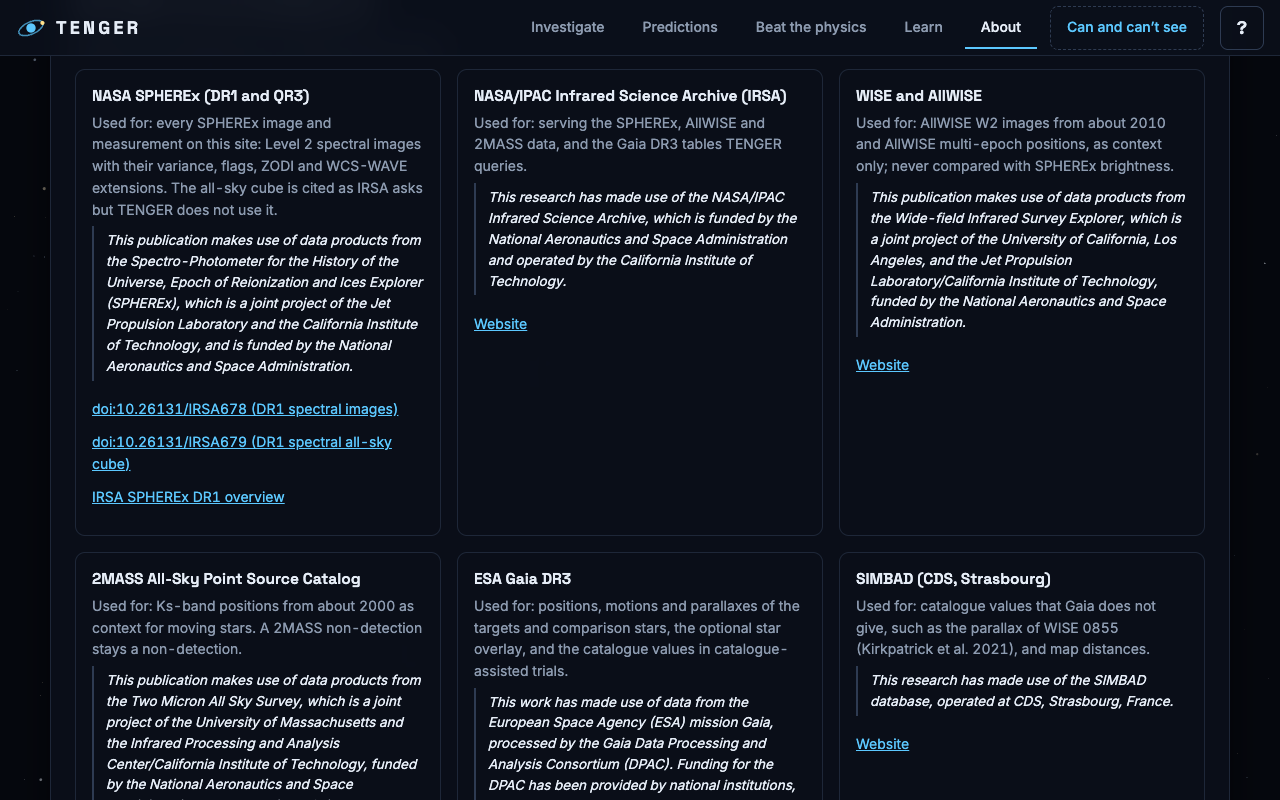 TENGER
Investigate
Predictions
Beat the physics
Learn
About
Can and can't see
?
NASA SPHEREx (DR1 and QR3)
Used for: every SPHEREx image and
measurement on this site: Level 2 spectral images
with their variance, flags, ZODI and WCS-WAVE
extensions. The all-sky cube is cited as IRSA asks
but TENGER does not use it.
This publication makes use of data products from
the Spectro-Photometer for the History of the
Universe, Epoch of Reionization and Ices Explorer
(SPHEREx), which is a joint project of the Jet
Propulsion Laboratory and the California Institute
of Technology, and is funded by the National
Aeronautics and Space Administration.
doi:10.26131/IRSA678 (DR1 spectral images)
doi:10.26131/IRSA679 (DR1 spectral all-sky
cube)
IRSA SPHEREx DR1 overview
NASA/IPAC Infrared Science Archive (IRSA)
Used for: serving the SPHEREx, AllWISE and
2MASS data, and the Gaia DR3 tables TENGER
queries.
This research has made use of the NASA/IPAC
Infrared Science Archive, which is funded by the
National Aeronautics and Space Administration
and operated by the California Institute of
Technology.
Website
WISE and AllWISE
Used for: AllWISE W2 images from about 2010
and AllWISE multi-epoch positions, as context
only; never compared with SPHEREx brightness.
This publication makes use of data products from
the Wide-field Infrared Survey Explorer, which is
a joint project of the University of California, Los
Angeles, and the Jet Propulsion
Laboratory/California Institute of Technology,
funded by the National Aeronautics and Space
Administration.
Website
2MASS All-Sky Point Source Catalog
Used for: Ks-band positions from about 2000 as
context for moving stars. A 2MASS non-detection
stays a non-detection.
This publication makes use of data products from
the Two Micron All Sky Survey, which is a joint
project of the University of Massachusetts and
the Infrared Processing and Analysis
Center/California Institute of Technology, funded
by the National Aeronautics and Space
ESA Gaia DR3
Used for: positions, motions and parallaxes of the
targets and comparison stars, the optional star
overlay, and the catalogue values in catalogue-
assisted trials.
This work has made use of data from the
European Space Agency (ESA) mission Gaia,
processed by the Gaia Data Processing and
Analysis Consortium (DPAC). Funding for the
DPAC has been provided by national institutions,
SIMBAD (CDS, Strasbourg)
Used for: catalogue values that Gaia does not
give, such as the parallax of WISE 0855
(Kirkpatrick et al. 2021), and map distances.
This research has made use of the SIMBAD
database, operated at CDS, Strasbourg, France.
Website